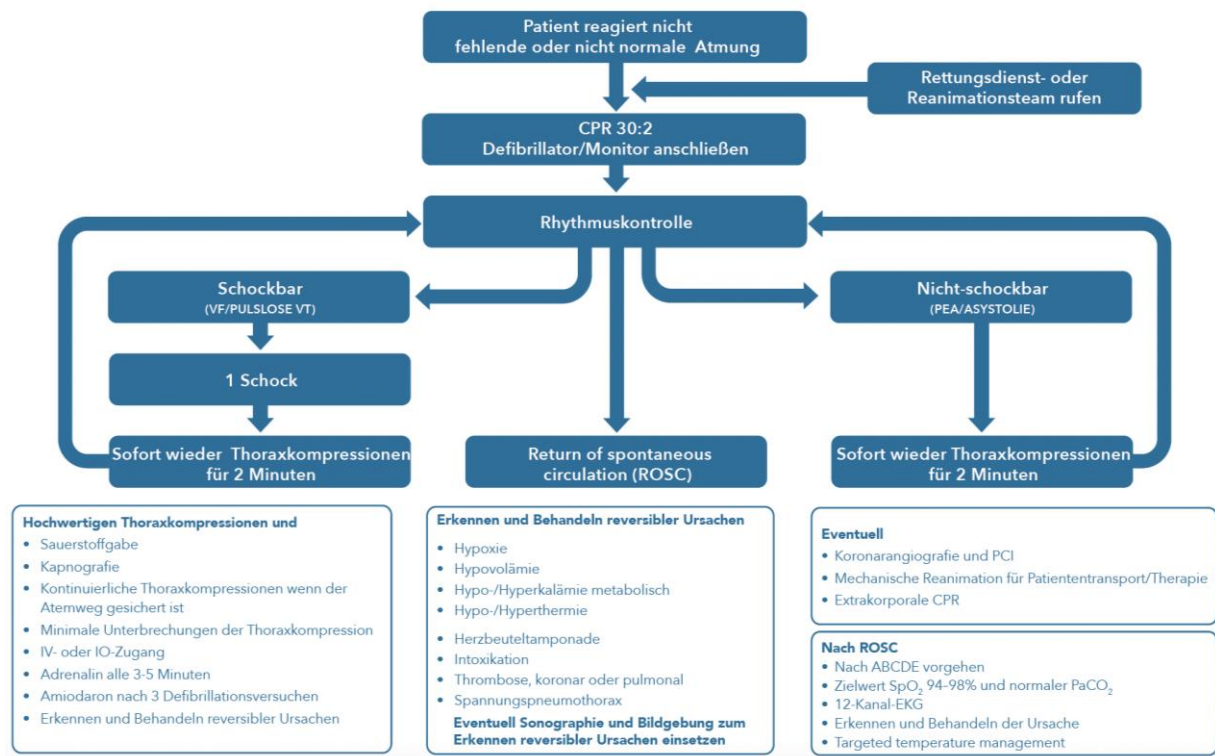 Patient reagiert nicht
fehlende oder nicht normale Atmung
Rettungsdienst- oder
Reanimationsteam rufen
CPR 30:2
Defibrillator/Monitor anschließen
Rhythmuskontrolle
Schockbar
(VF/PULSLOSE VT)
Nicht-schockbar
(PEA/ASYSTOLIE)
1 Schock
Sofort wieder Thoraxkompressionen
für 2 Minuten
Return of spontaneous
circulation (ROSC)
Sofort wieder Thoraxkompressionen
für 2 Minuten
Hochwertigen Thoraxkompressionen und
• Sauerstoffgabe
• Kapnografie
• Kontinuierliche Thoraxkompressionen wenn der
Atemweg gesichert ist
• Minimale Unterbrechungen der Thoraxkompression
• IV- oder IO-Zugang
• Adrenalin alle 3-5 Minuten
• Amiodaron nach 3 Defibrillationsversuchen
• Erkennen und Behandeln reversibler Ursachen
Erkennen und Behandeln reversibler Ursachen
• Hypoxie
• Hypovolämie
• Hypo-/Hyperkalämie metabolisch
• Hypo-/Hyperthermie
• Herzbeuteltamponade
• Intoxikation
• Thrombose, koronar oder pulmonal
• Spannungspneumothorax
Eventuell Sonographie und Bildgebung zum
Erkennen reversibler Ursachen einsetzen
Eventuell
• Koronarangiografie und PCI
• Mechanische Reanimation für Patiententransport/Therapie
• Extrakorporale CPR
Nach ROSC
• Nach ABCDE vorgehen
• Zielwert SpO₂ 94-98% und normaler PaCO₂
• 12-Kanal-EKG
• Erkennen und Behandeln der Ursache
• Targeted temperature management